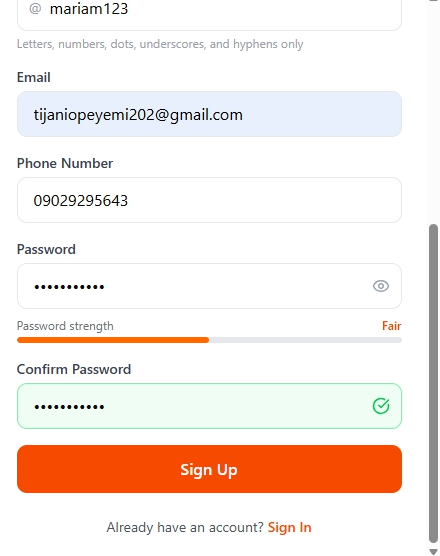 @ mariam123
Letters, numbers, dots, underscores, and hyphens only
Email
tijaniopeyemi202@gmail.com
Phone Number
09029295643
Password
•••••••••••
Password strength Fair
Confirm Password
•••••••••••
Sign Up
Already have an account? Sign In